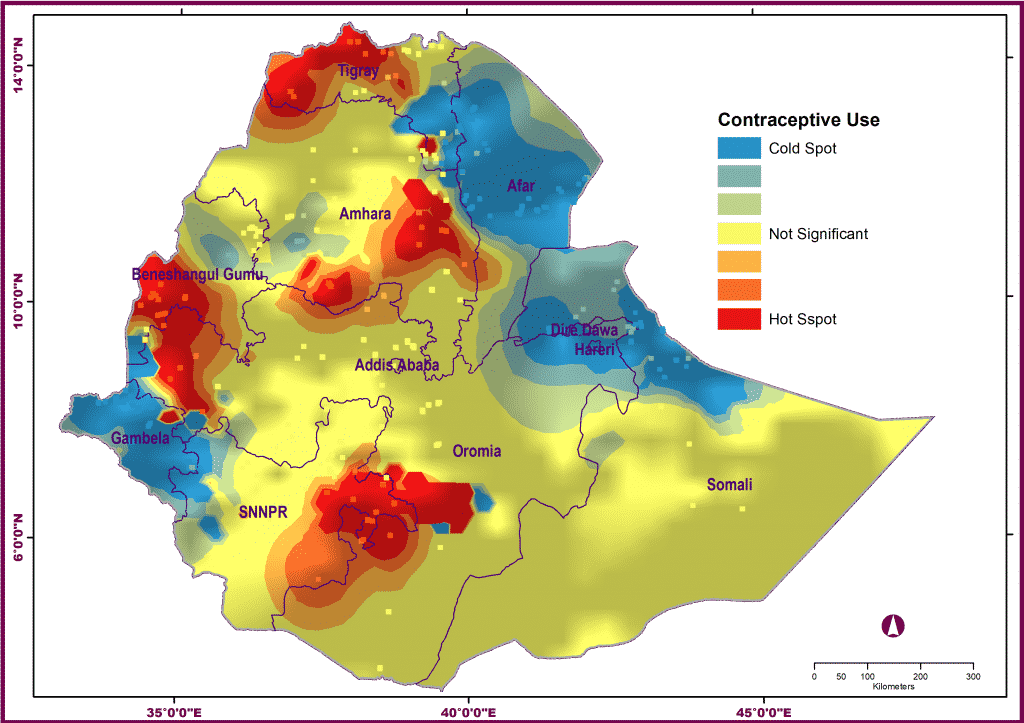 14°0'0"N
10°0'0"N
6°0'0"N
Tigray
Afar
Amhara
Beneshangul Gumu
Dire Dawa
Hareri
Addis Ababa
Gambela
Oromia
Somali
SNNPR
Contraceptive Use
Cold Spot
Not Significant
Hot Sspot
0 50 100 200 300
Kilometers
35°0'0"E 40°0'0"E 45°0'0"E